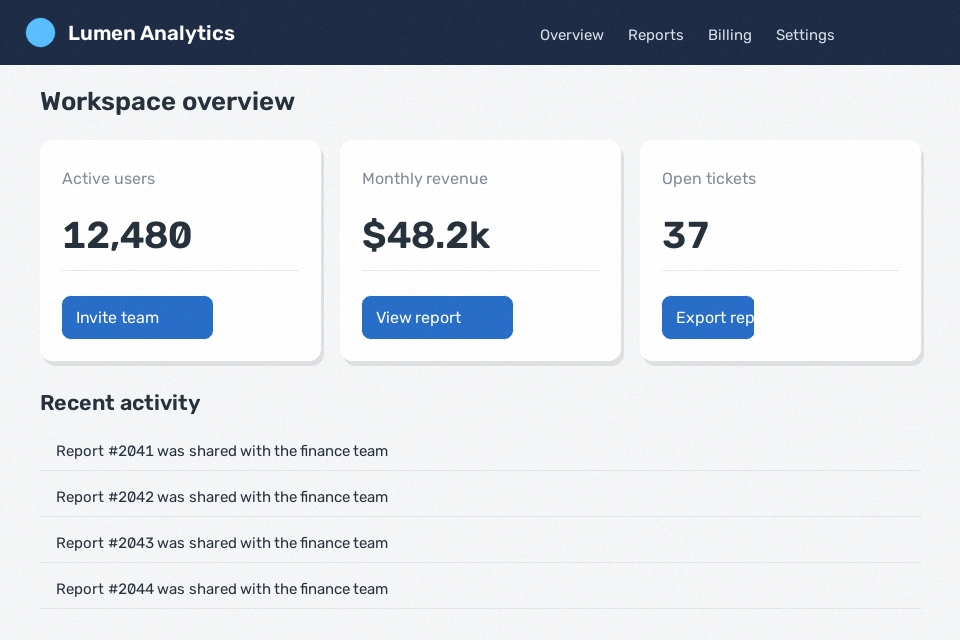 Lumen Analytics
Overview Reports Billing Settings
Workspace overview
Active users
12,480
Invite team
Monthly revenue
$48.2k
View report
Open tickets
37
Export rep
Recent activity
Report #2041 was shared with the finance team
Report #2042 was shared with the finance team
Report #2043 was shared with the finance team
Report #2044 was shared with the finance team